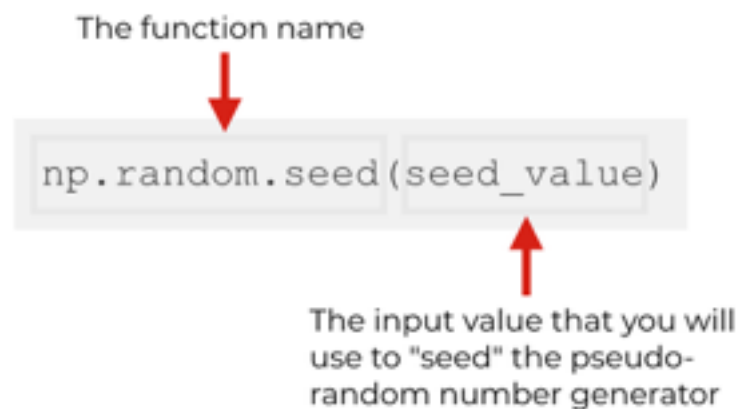 The function name
np.random.seed(seed_value)
The input value that you will
use to "seed" the pseudo-
random number generator